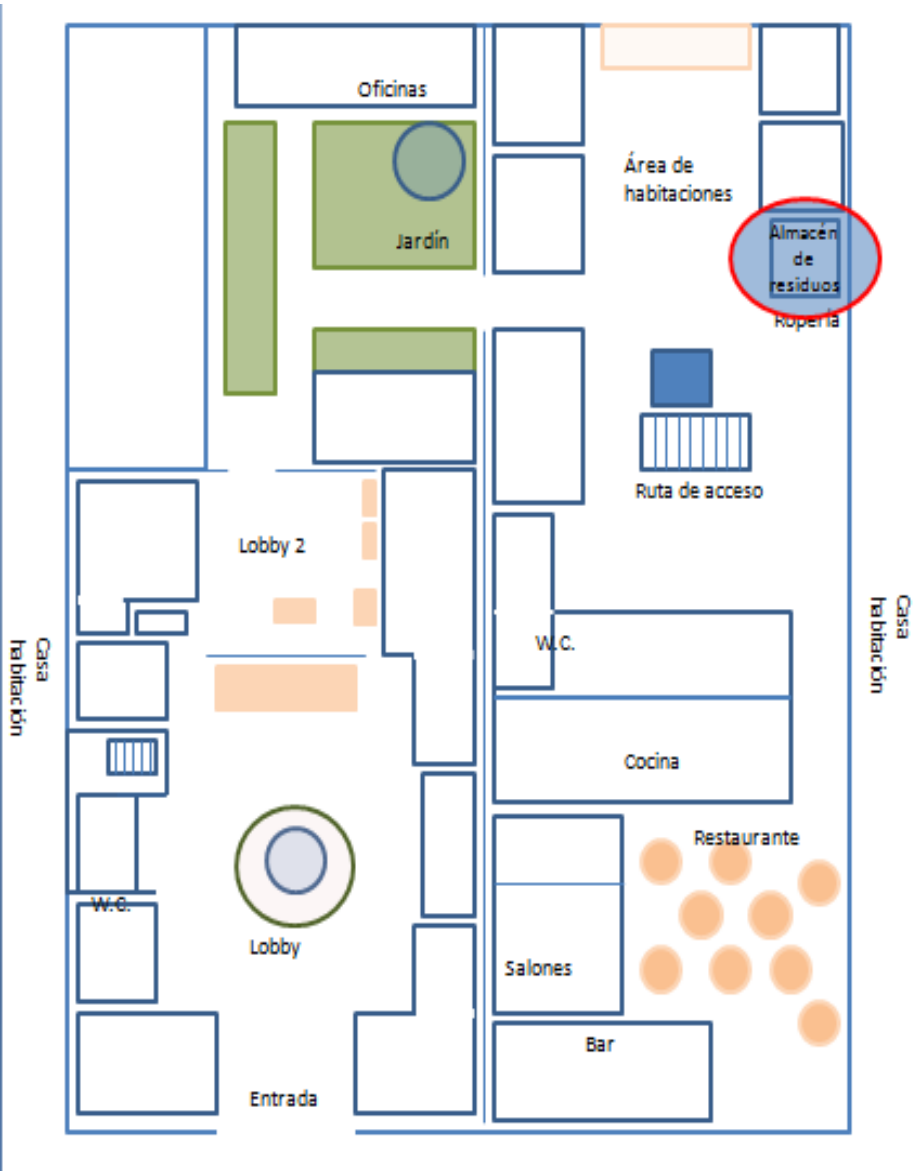 Oficinas
Área de
habitaciones
Jardín
Almacén
de
residuos
Ropería
Ruta de acceso
Lobby 2
Casa
habitación
Casa
habitación
W.C.
Cocina
Restaurante
W.C.
Lobby
Salones
Bar
Entrada